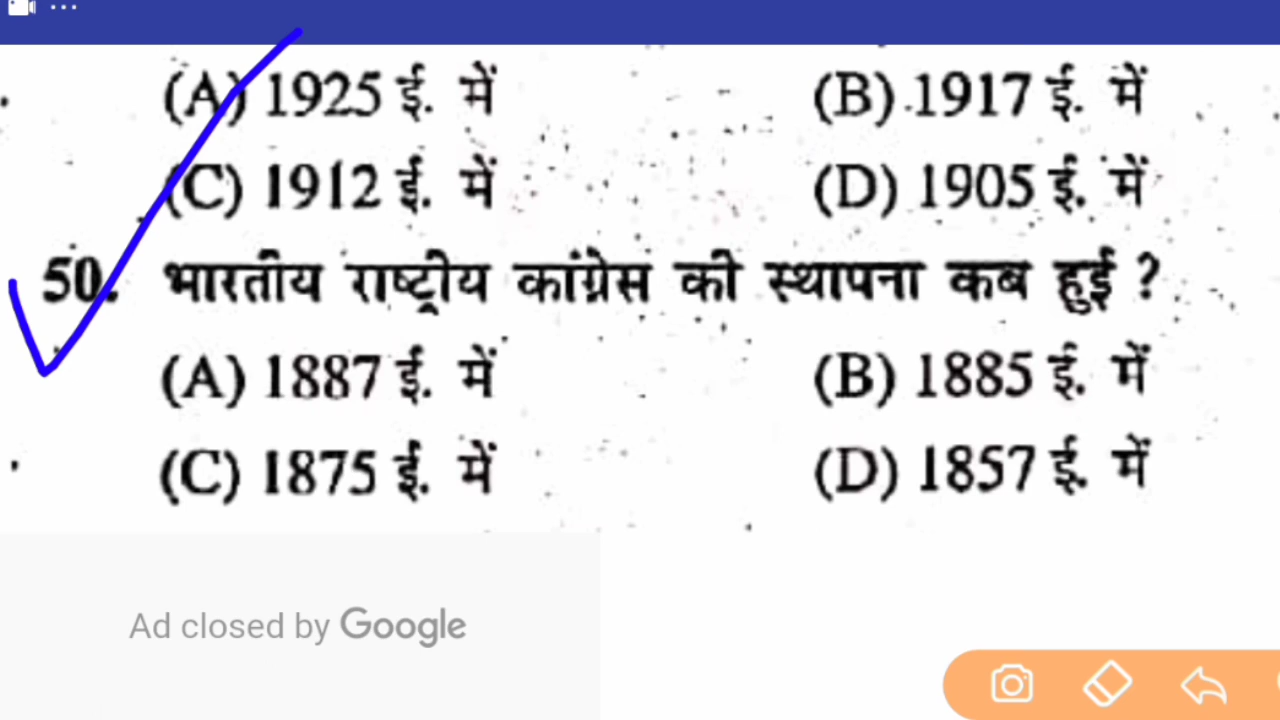 (A) 1925 ई. में (B) 1917 ई. में
(C) 1912 ई. में (D) 1905 ई. में
50. भारतीय राष्ट्रीय कांग्रेस की स्थापना कब हुई ?
(A) 1887 ई. में (B) 1885 ई. में
(C) 1875 ई. में (D) 1857 ई. में
Ad closed by Google